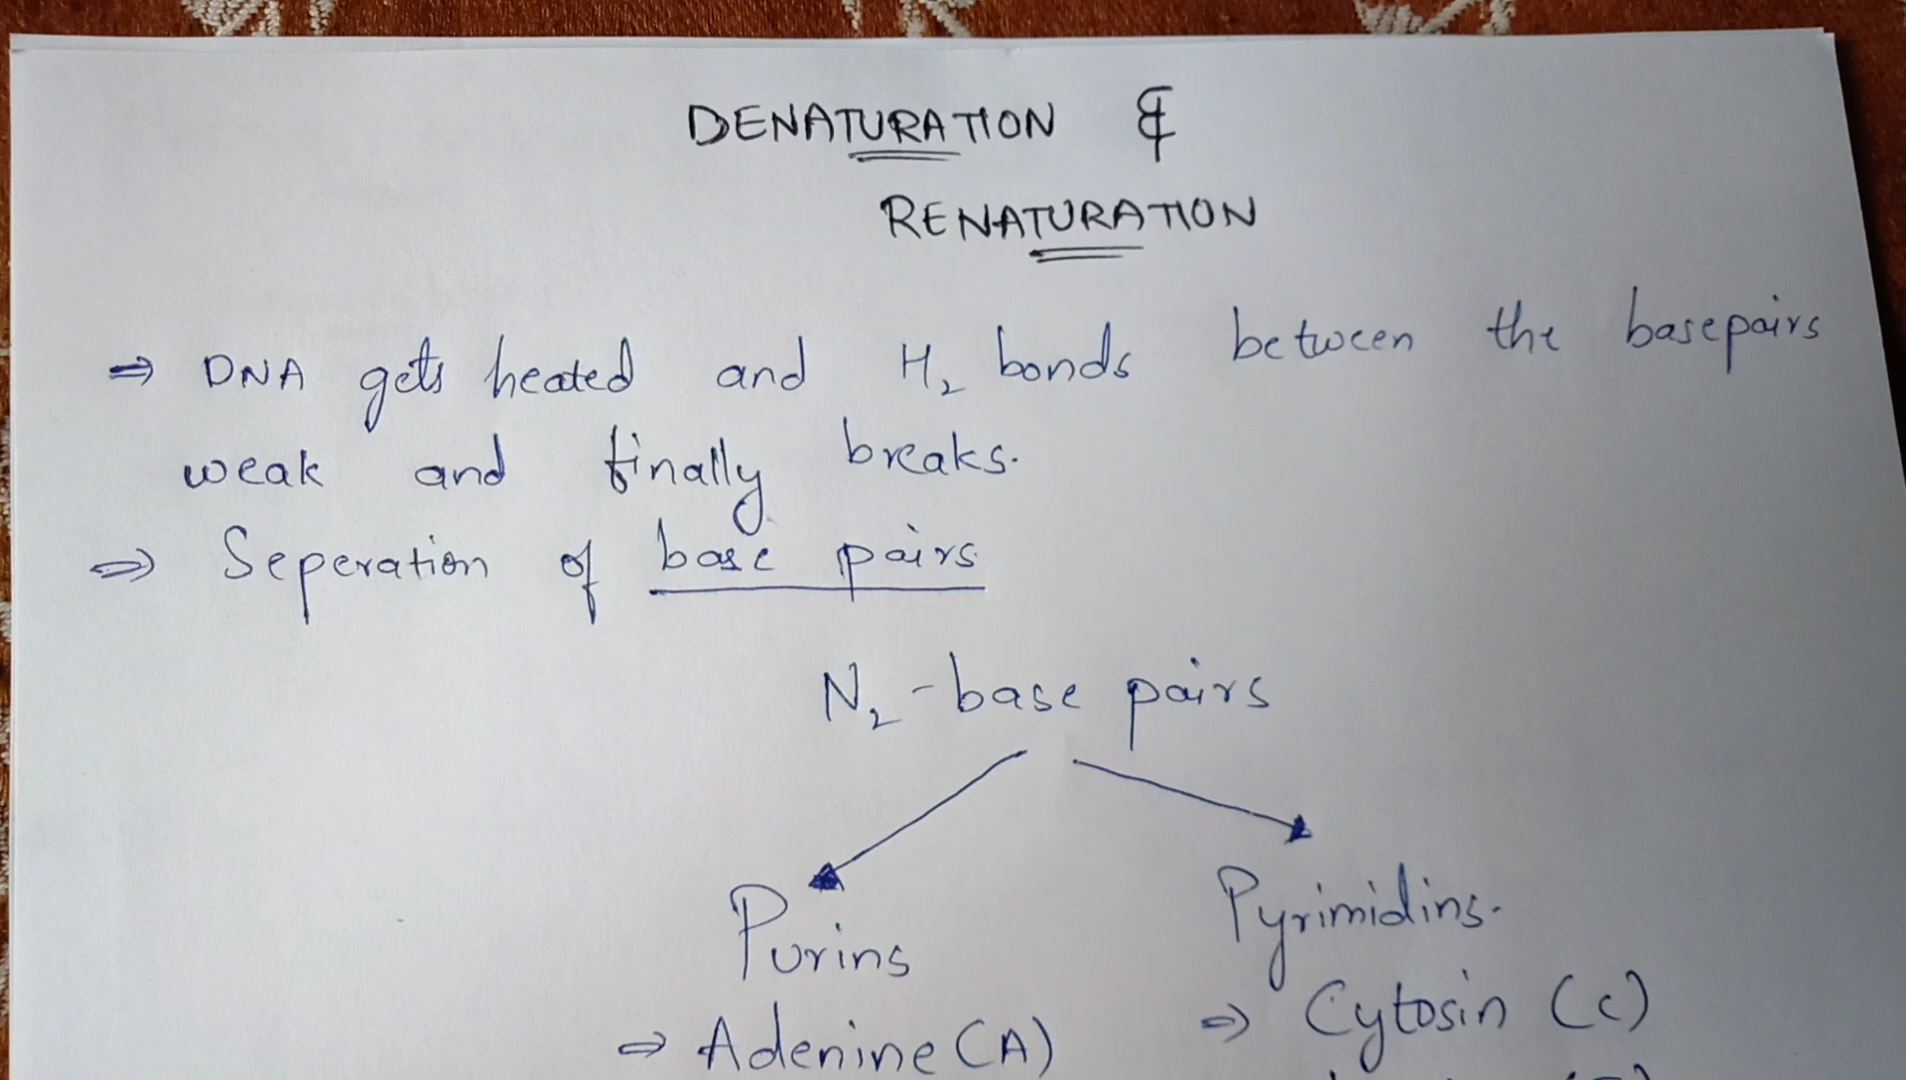 DENATURATION &
RENATURATION
⇒ DNA gets heated and H₂ bonds between the basepairs
weak and finally breaks.
⇒ Seperation of base pairs.
N₂-base pairs
Purins Pyrimidins.
⇒ Adenine (A) ⇒ Cytosin (C)